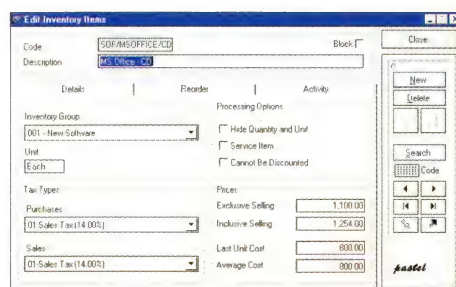 Edit Inventory Items
Code SOF/MSOFFICE/CD Block
Description MS Office - CD
Details Reorder Activity
Inventory Group
001 - New Software
Unit
Each
Processing Options
Hide Quantity and Unit
Service Item
Cannot Be Discounted
Tax Types
Purchases
01-Sales Tax (14.00%)
Sales
01-Sales Tax (14.00%)
Prices
Exclusive Selling 1,100.00
Inclusive Selling 1,254.00
Last Unit Cost 800.00
Average Cost 800.00
Close
New
Delete
Search
Code
pastel